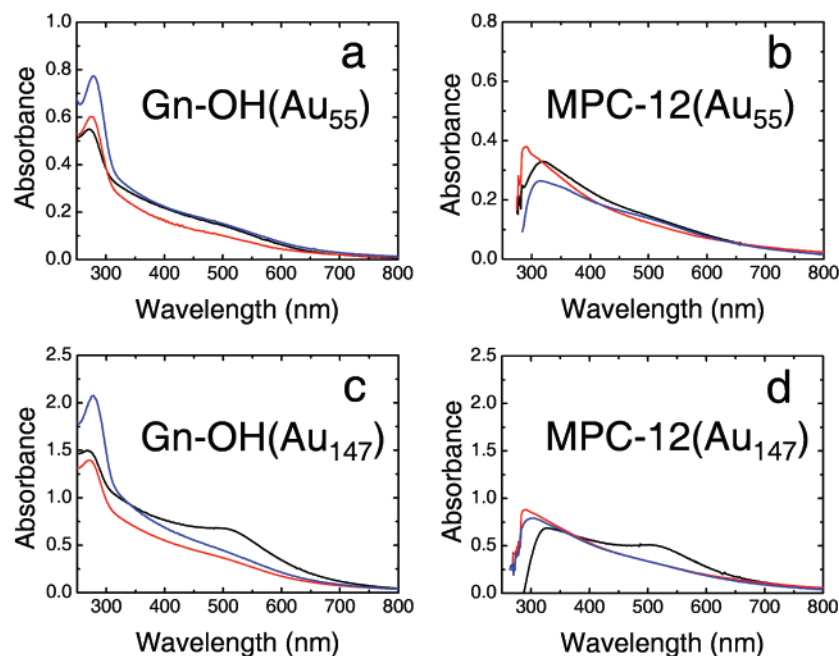 a
Gn-OH(Au55)
Absorbance
1.0
0.8
0.6
0.4
0.2
0.0
300 400 500 600 700 800
Wavelength (nm)
b
MPC-12(Au55)
Absorbance
0.8
0.6
0.4
0.2
0.0
300 400 500 600 700 800
Wavelength (nm)
c
Gn-OH(Au147)
Absorbance
2.5
2.0
1.5
1.0
0.5
0.0
300 400 500 600 700 800
Wavelength (nm)
d
MPC-12(Au147)
Absorbance
2.5
2.0
1.5
1.0
0.5
0.0
300 400 500 600 700 800
Wavelength (nm)